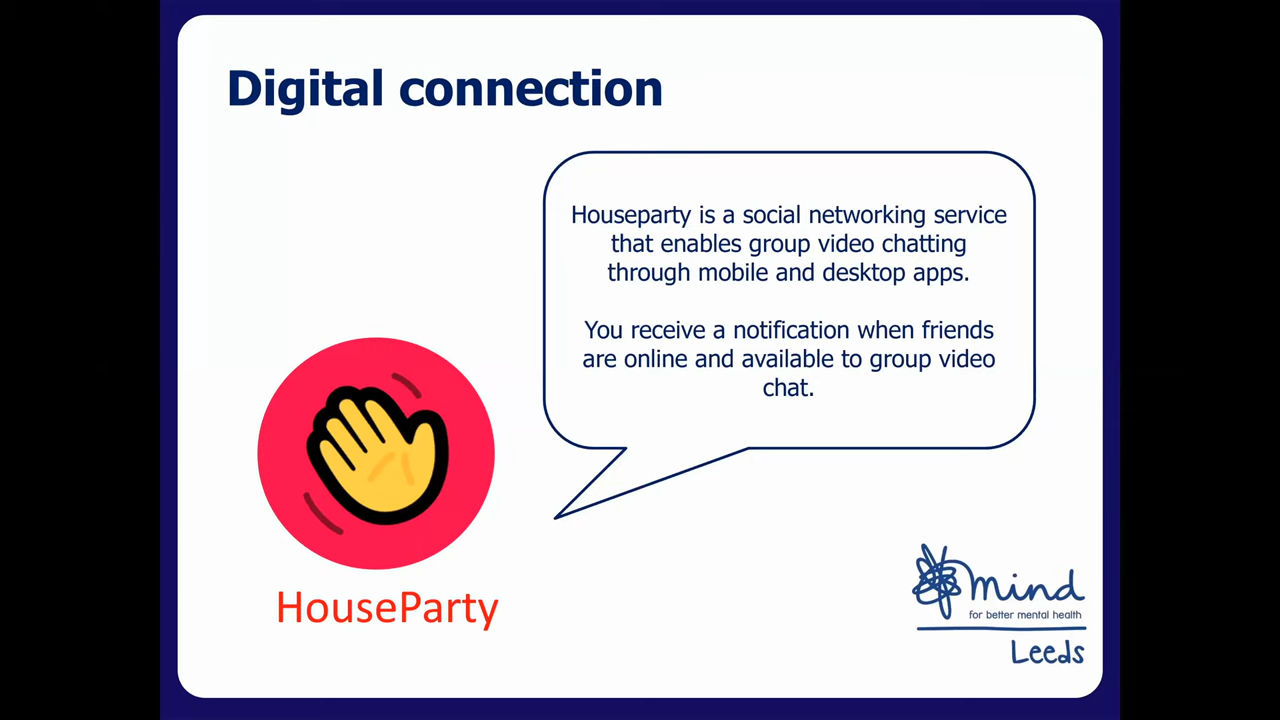 Digital connection
Houseparty is a social networking service
that enables group video chatting
through mobile and desktop apps.
You receive a notification when friends
are online and available to group video
chat.
HouseParty
mind
for better mental health
Leeds